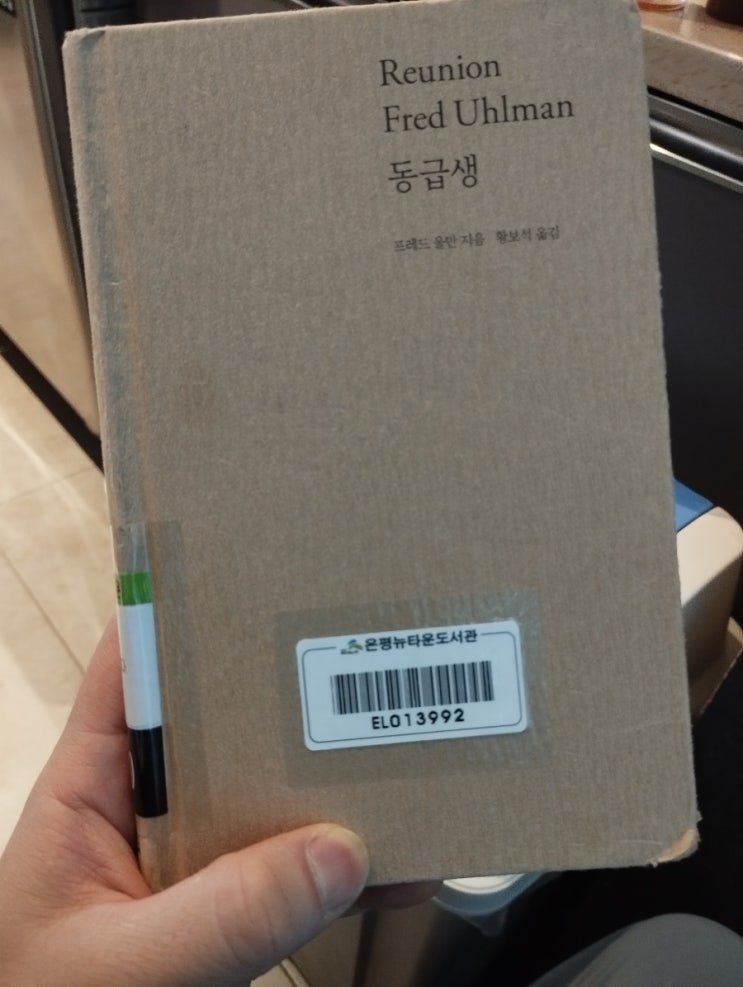 Reunion
Fred Uhlman
동급생
프레드 울만 지음 황보석 옮김
은평뉴타운도서관
EL013992